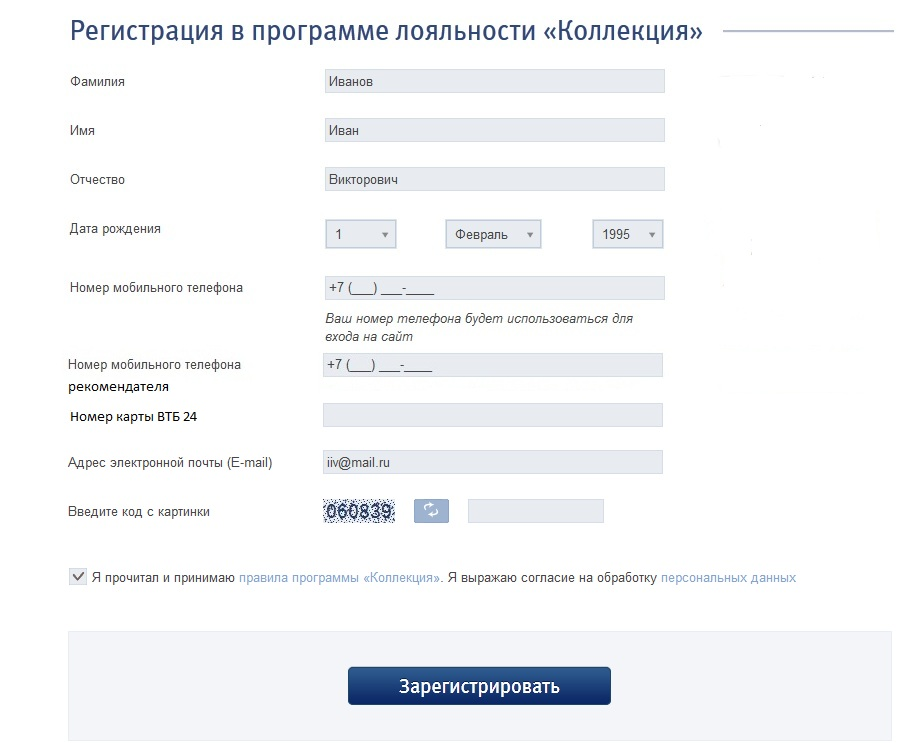 Регистрация в программе лояльности «Коллекция»
Фамилия Иванов
Имя Иван
Отчество Викторович
Дата рождения 1 Февраль 1995
Номер мобильного телефона +7 (___) ___-____
Ваш номер телефона будет использоваться для
входа на сайт
Номер мобильного телефона +7 (___) ___-____
рекомендателя
Номер карты ВТБ 24
Адрес электронной почты (E-mail) iiv@mail.ru
Введите код с картинки 060839
Я прочитал и принимаю правила программы «Коллекция». Я выражаю согласие на обработку персональных данных
Зарегистрировать